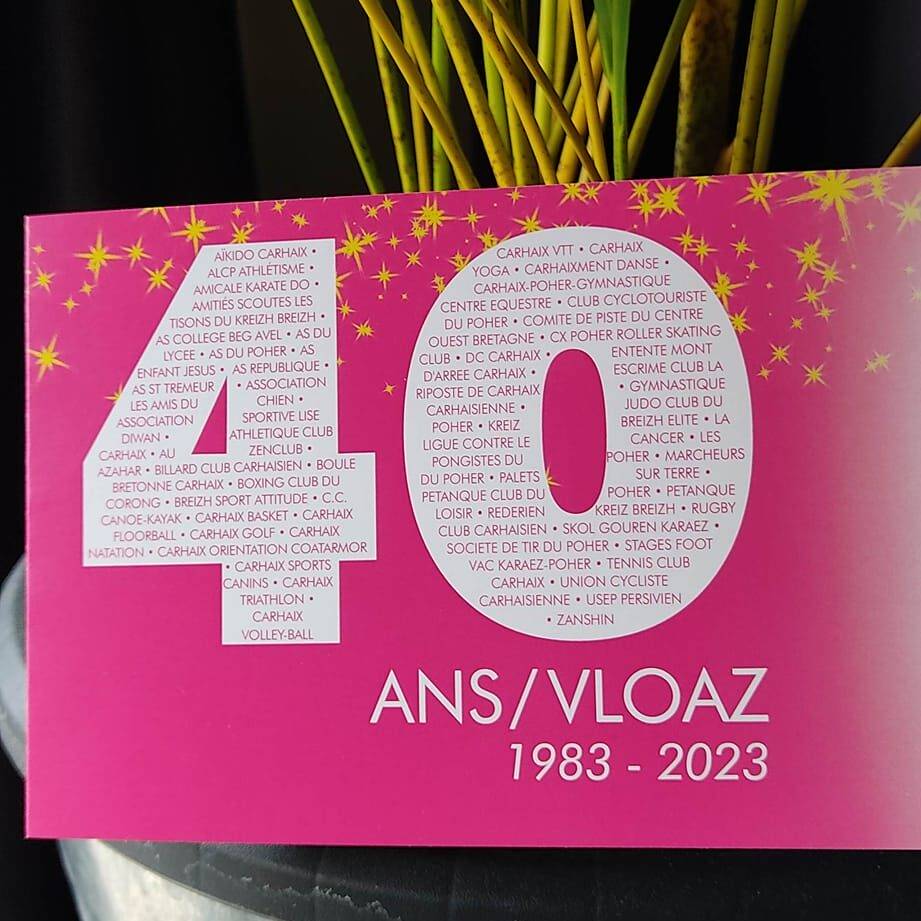 AÏKIDO CARHAIX •
ALCP ATHLÉTISME •
AMICALE KARATE DO •
AMITIÉS SCOUTES LES
TISONS DU KREIZH BREIZH •
AS COLLEGE BEG AVEL • AS DU
LYCEE • AS DU POHER • AS
ENFANT JESUS • AS REPUBLIQUE •
AS ST TREMEUR • ASSOCIATION
LES AMIS DU CHIEN •
ASSOCIATION SPORTIVE LISE
DIWAN • ATHLETIQUE CLUB
CARHAIX • AU ZENCLUB •
AZAHAR • BILLARD CLUB CARHAISIEN • BOULE
BRETONNE CARHAIX • BOXING CLUB DU
CORONG • BREIZH SPORT ATTITUDE • C.C.
CANOE-KAYAK • CARHAIX BASKET • CARHAIX
FLOORBALL • CARHAIX GOLF • CARHAIX
NATATION • CARHAIX ORIENTATION COATARMOR
• CARHAIX SPORTS
CANINS • CARHAIX
TRIATHLON •
CARHAIX
VOLLEY-BALL
CARHAIX VTT • CARHAIX
YOGA • CARHAIXMENT DANSE •
CARHAIX-POHER-GYMNASTIQUE
CENTRE EQUESTRE • CLUB CYCLOTOURISTE
DU POHER • COMITE DE PISTE DU CENTRE
OUEST BRETAGNE • CX POHER ROLLER SKATING
CLUB • DC CARHAIX • ENTENTE MONT
D'ARREE CARHAIX • ESCRIME CLUB LA
RIPOSTE DE CARHAIX • GYMNASTIQUE
CARHAISIENNE • JUDO CLUB DU
POHER • KREIZ BREIZH ELITE • LA
LIGUE CONTRE LE CANCER • LES
PONGISTES DU POHER • MARCHEURS
DU POHER • PALETS SUR TERRE •
PETANQUE CLUB DU POHER • PETANQUE
LOISIR • REDERIEN KREIZ BREIZH • RUGBY
CLUB CARHAISIEN • SKOL GOUREN KARAEZ •
SOCIETE DE TIR DU POHER • STAGES FOOT
VAC KARAEZ-POHER • TENNIS CLUB
CARHAIX • UNION CYCLISTE
CARHAISIENNE • USEP PERSIVIEN
• ZANSHIN
40
ANS/VLOAZ
1983 - 2023